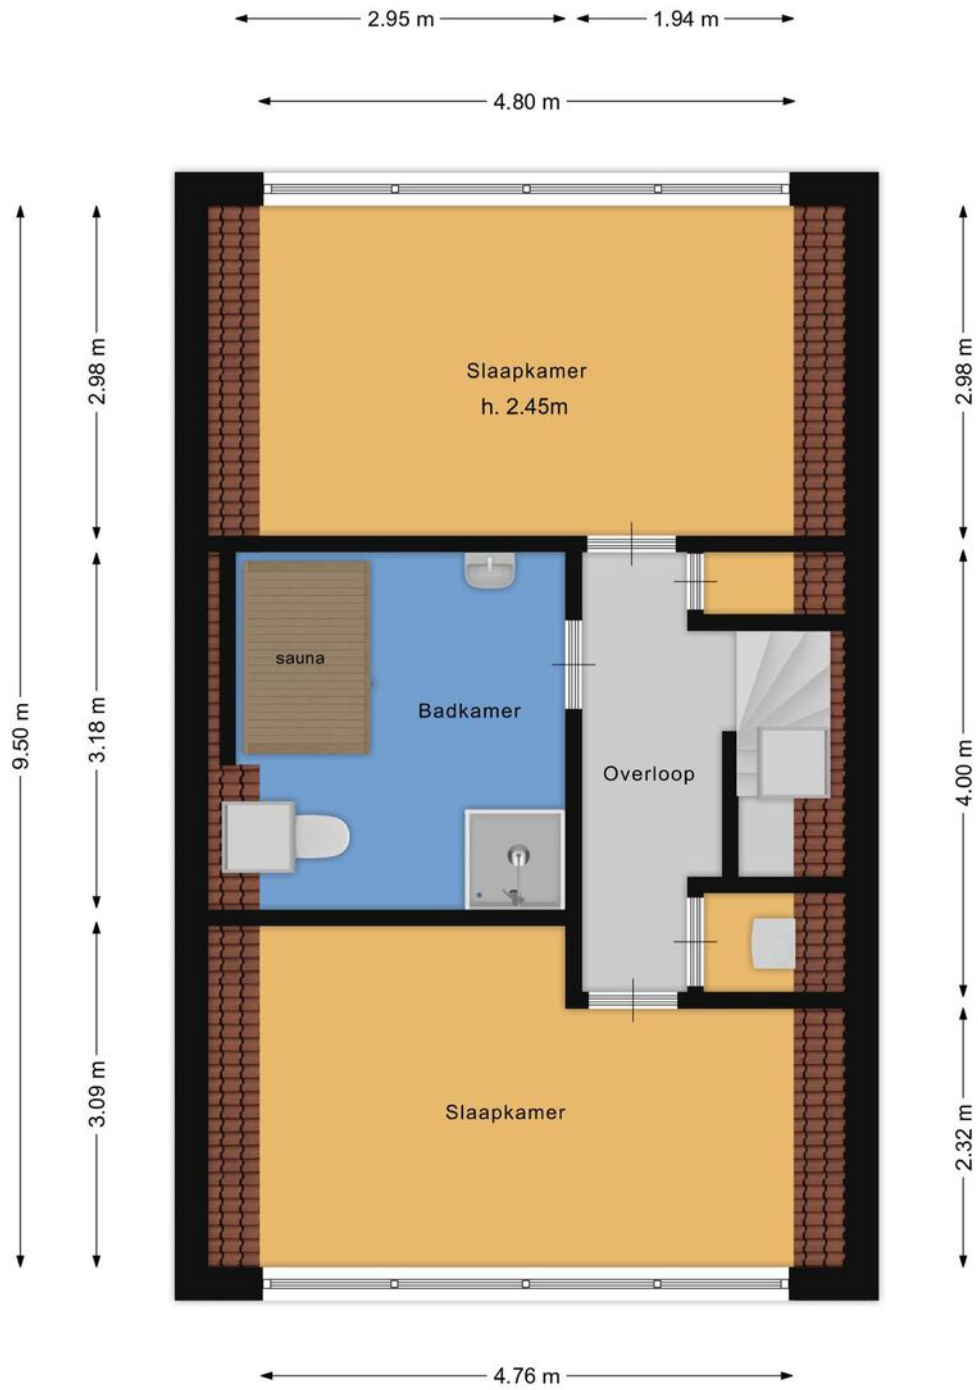 2.95 m
1.94 m
4.80 m
2.98 m
2.98 m
Slaapkamer
h. 2.45m
sauna
Badkamer
Overloop
9.50 m
3.18 m
4.00 m
3.09 m
Slaapkamer
2.32 m
4.76 m